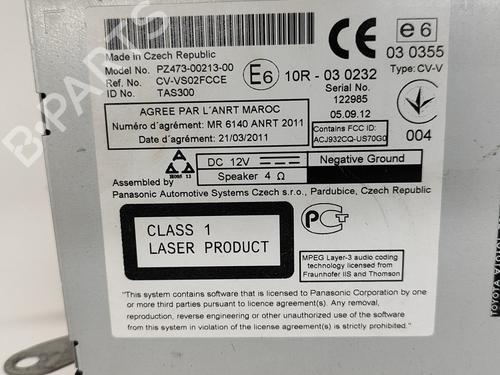 Made in Czech Republic
Model No. PZ473-00213-00
Ref. No. CV-VS02FCCE
ID No. TAS300
E6 10R - 03 0232
Serial No.
122985
05.09.12
CE
e6
03 0355
Type: CV-V
004
AGREE PAR L'ANRT MAROC
Numéro d'agrément: MR 6140 ANRT 2011
Date d'agrément: 21/03/2011
Contains FCC ID:
ACJ932CQ-US70G0
DC 12V
Negative Ground
Speaker 4 Ω
Assembled by
Panasonic Automotive Systems Czech s.r.o., Pardubice, Czech Republic
CLASS 1
LASER PRODUCT
MPEG Layer-3 audio coding
technology licensed from
Fraunhofer IIS and Thomson
"This system contains software that is licensed to Panasonic Corporation by one
or more third parties pursuant to licence agreement(s). Any removal,
reproduction, reverse engineering or other unauthorized use of the software
from this system in violation of the license agreement(s) is strictly prohibited."
B-PARTS